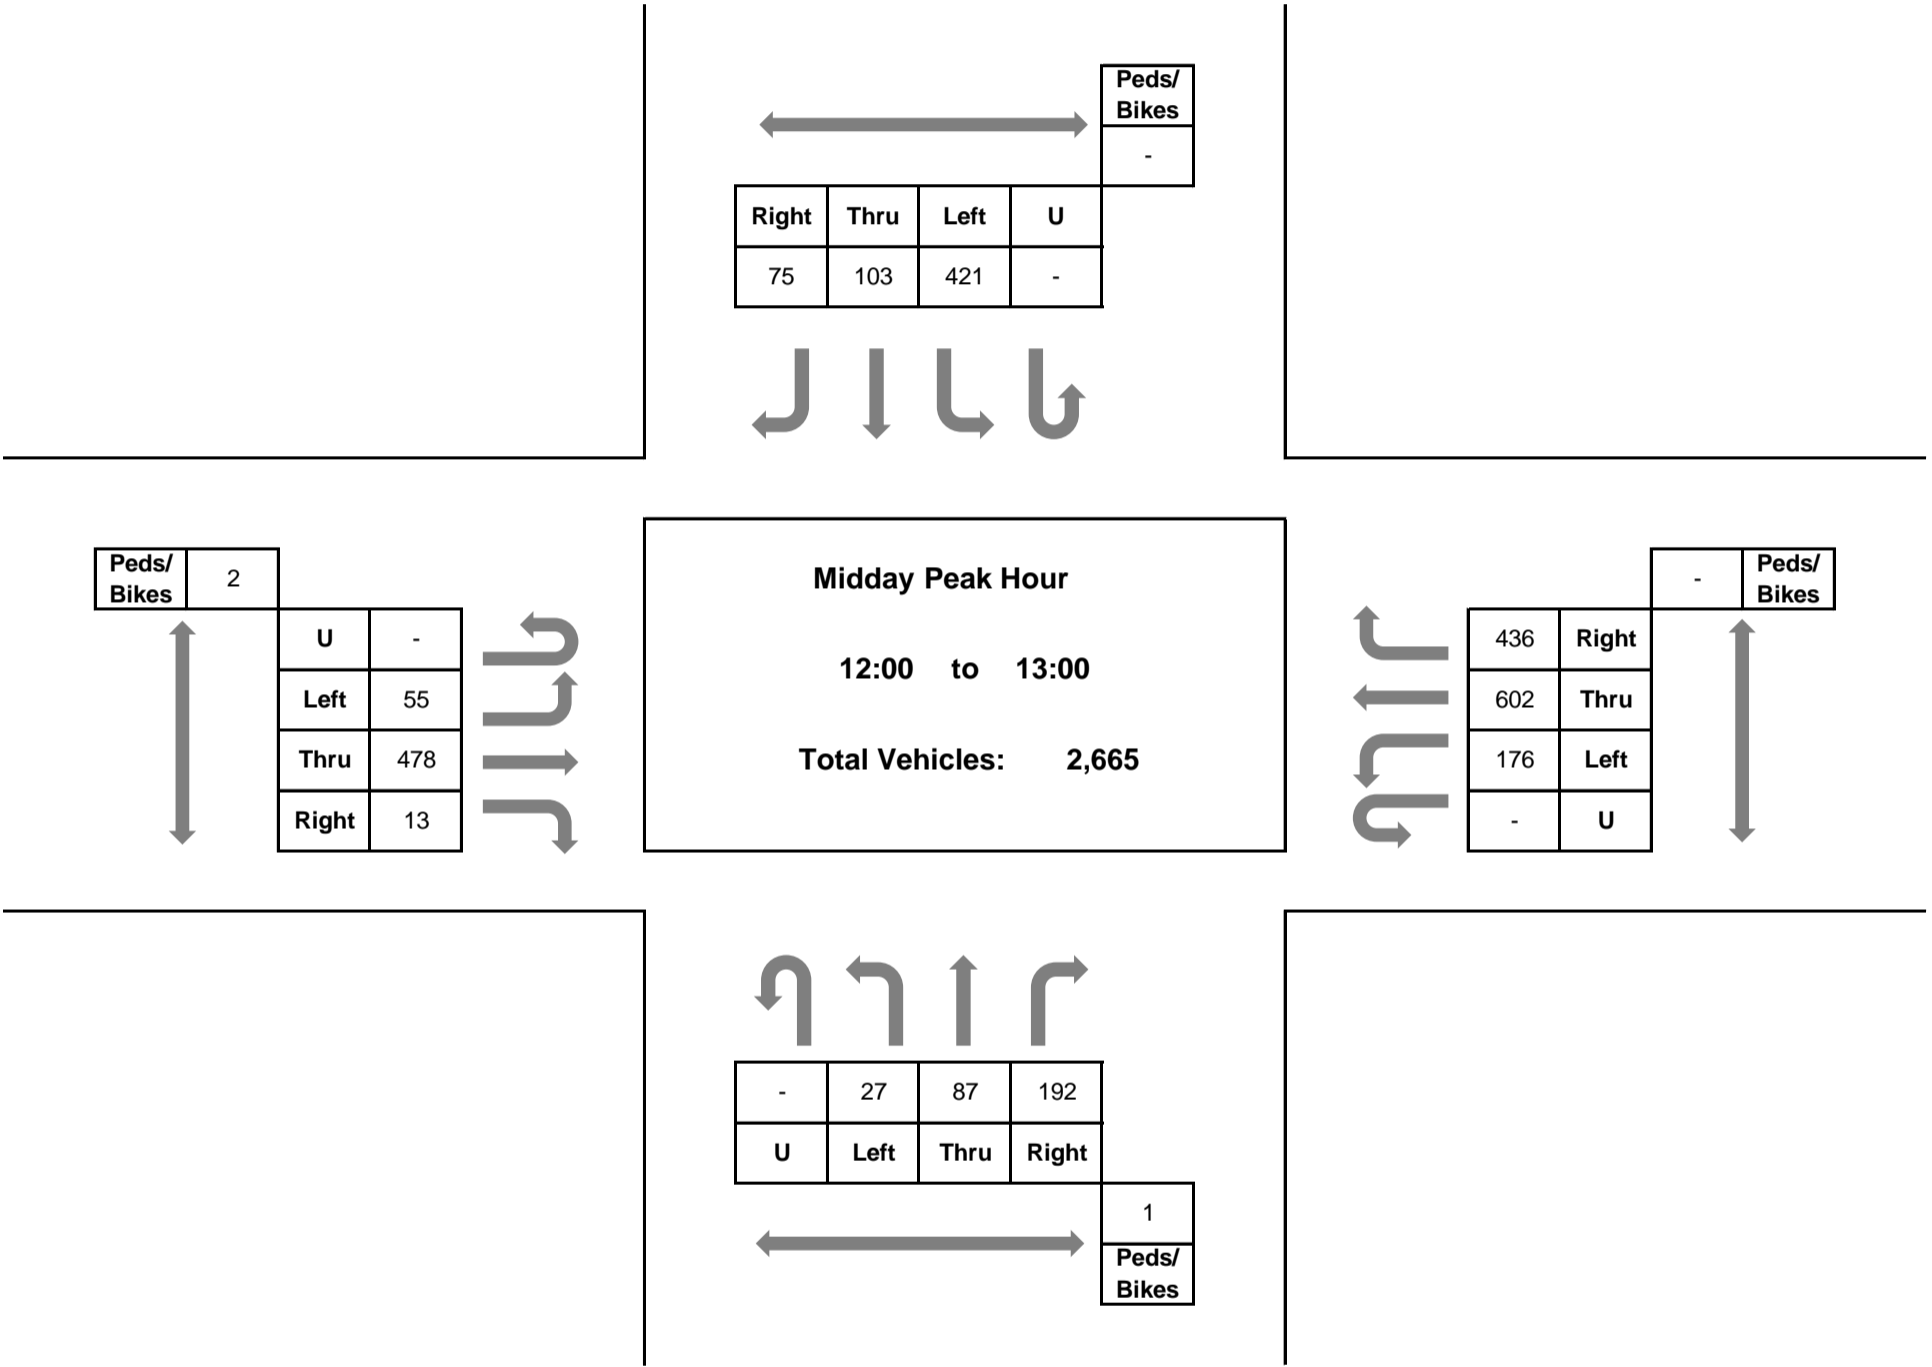 Peds/
Bikes
-
Right Thru Left U
75 103 421 -
Peds/
Bikes
2
U -
Left 55
Thru 478
Right 13
Midday Peak Hour
12:00 to 13:00
Total Vehicles: 2,665
- Peds/
Bikes
436 Right
602 Thru
176 Left
- U
- 27 87 192
U Left Thru Right
1
Peds/
Bikes